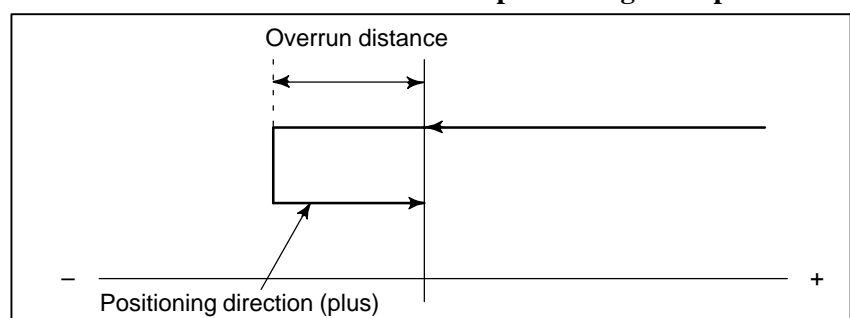 Overrun distance
– +
Positioning direction (plus)